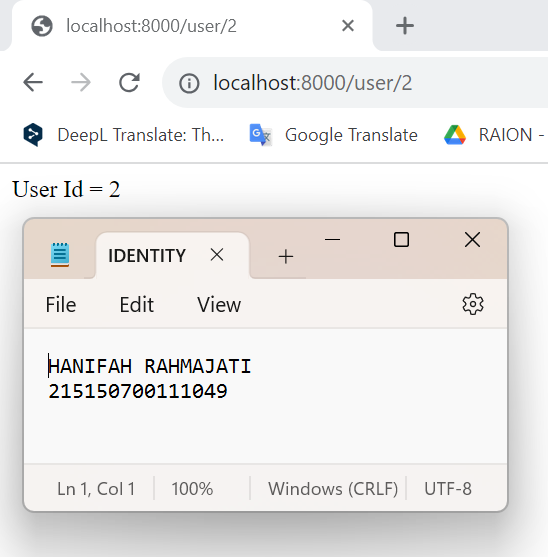 localhost:8000/user/2
localhost:8000/user/2
DeepL Translate: Th... Google Translate RAION -
User Id = 2
IDENTITY
File Edit View
HANIFAH RAHMAJATI
215150700111049
Ln 1, Col 1 100% Windows (CRLF) UTF-8